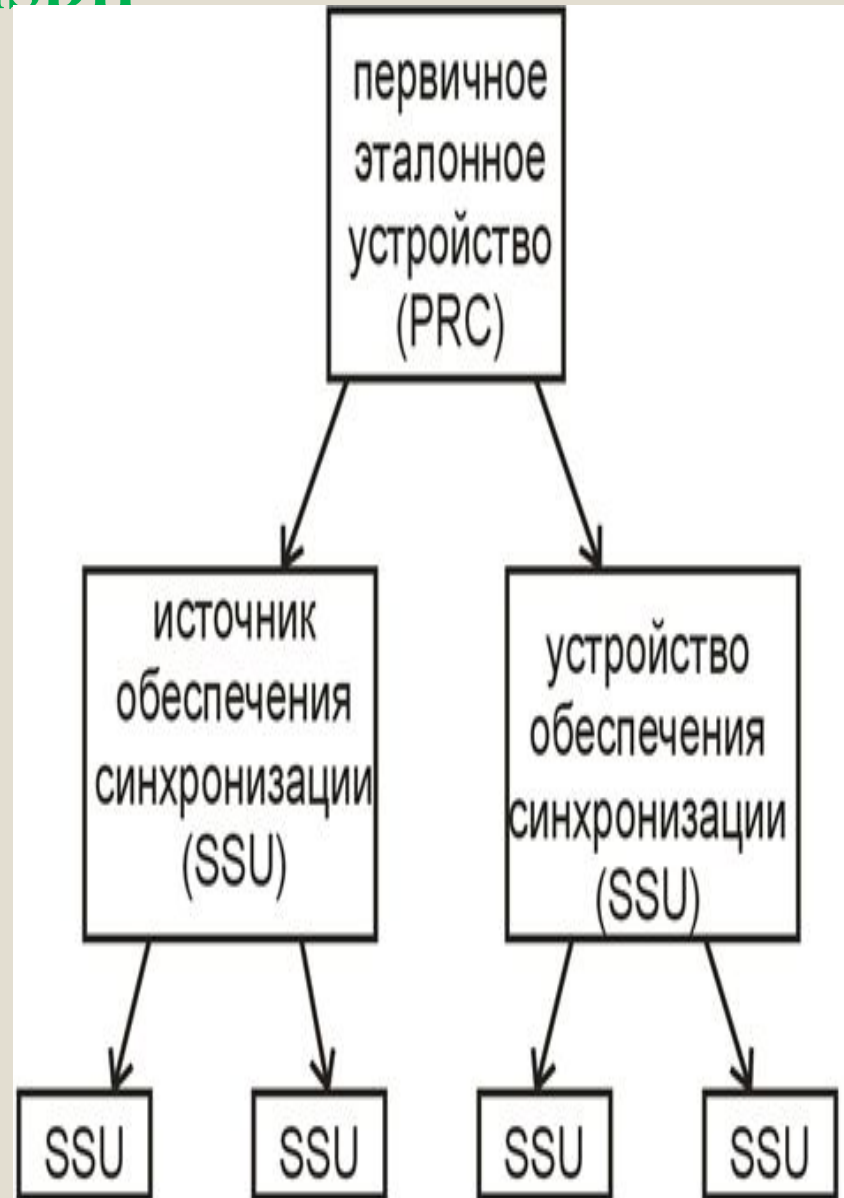 первичное
эталонное
устройство
(PRC)
источник
обеспечения
синхронизации
(SSU)
устройство
обеспечения
синхронизации
(SSU)
SSU
SSU
SSU
SSU